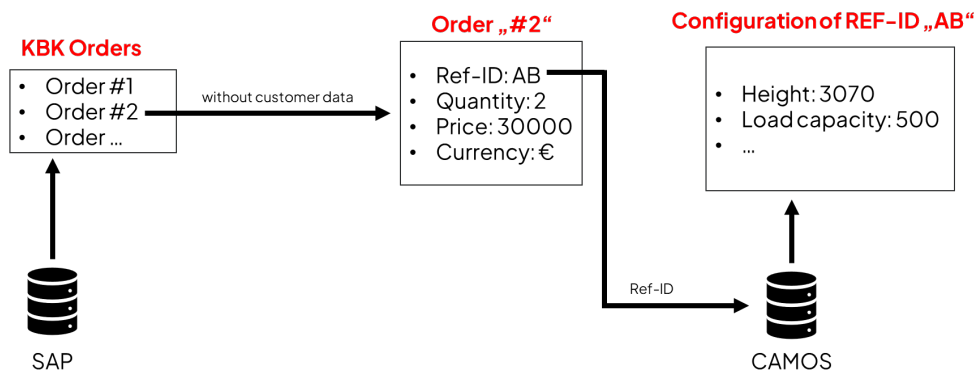 KBK Orders
• Order #1
• Order #2
• Order ...
without customer data
Order „#2“
• Ref-ID: AB
• Quantity: 2
• Price: 30000
• Currency: €
Configuration of REF-ID „AB“
• Height: 3070
• Load capacity: 500
• ...
Ref-ID
SAP
CAMOS